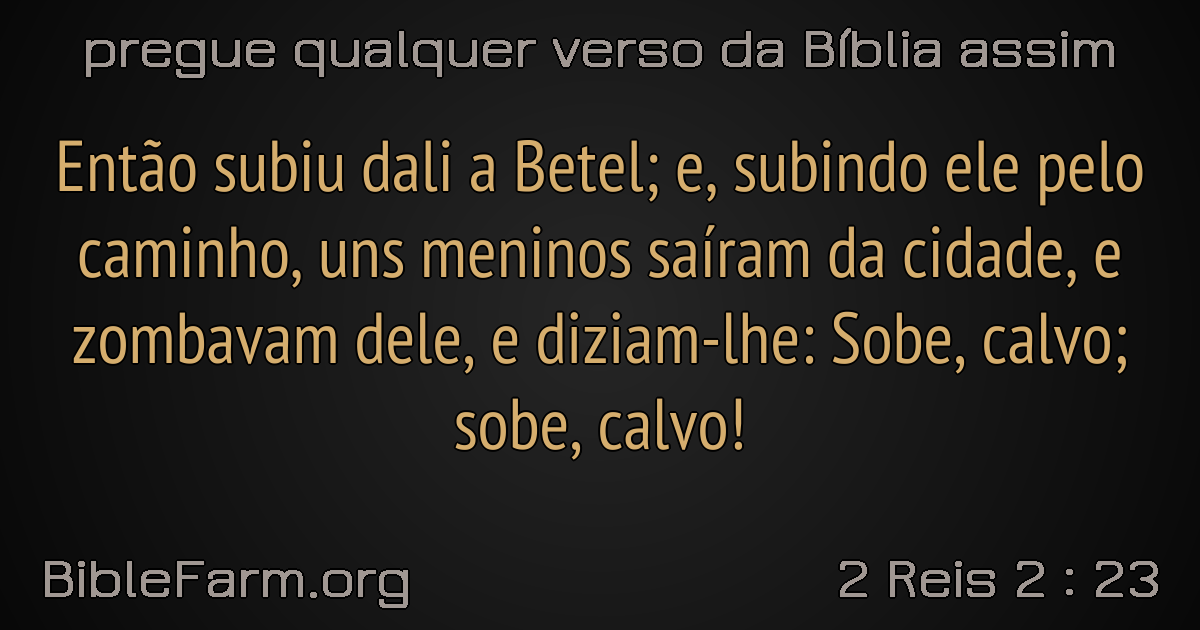 pregue qualquer verso da Bíblia assim
Então subiu dali a Betel; e, subindo ele pelo
caminho, uns meninos saíram da cidade, e
zombavam dele, e diziam-lhe: Sobe, calvo;
sobe, calvo!
BibleFarm.org
2 Reis 2 : 23